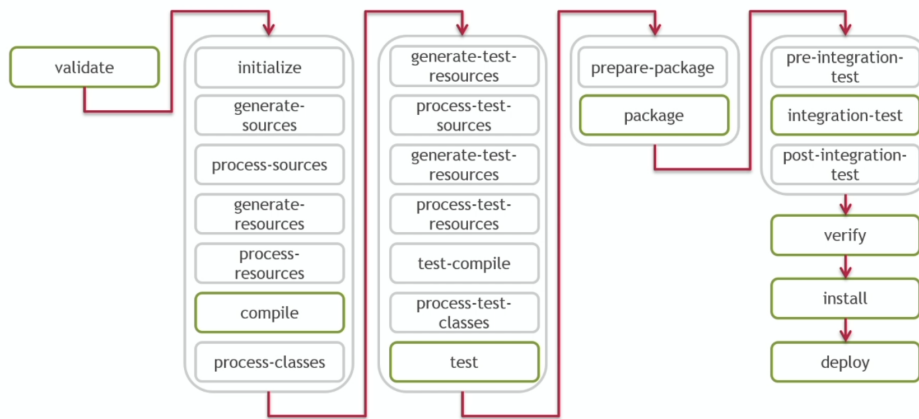 validate
initialize
generate-
sources
process-sources
generate-
resources
process-
resources
compile
process-classes
generate-test-
resources
process-test-
sources
generate-test-
resources
process-test-
resources
test-compile
process-test-
classes
test
prepare-package
package
pre-integration-
test
integration-test
post-integration-
test
verify
install
deploy